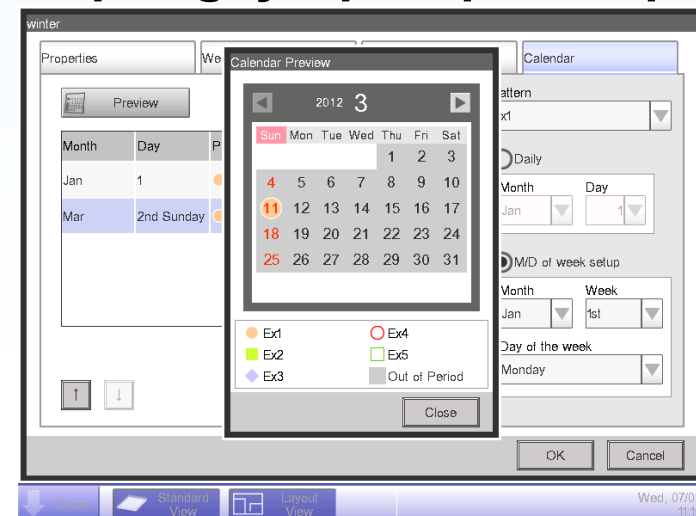 winter
Properties
We
Calendar
Calendar Preview
Preview
Month Day P
Jan 1
Mar 2nd Sunday
2012 3
Sun Mon Tue Wed Thu Fri Sat
1 2 3
4 5 6 7 8 9 10
11 12 13 14 15 16 17
18 19 20 21 22 23 24
25 26 27 28 29 30 31
Ex1 Ex4
Ex2 Ex5
Ex3 Out of Period
Close
attern
x1
Daily
Month Day
Jan 1
M/D of week setup
Month Week
Jan 1st
Day of the week
Monday
OK Cancel
Standard
View
Layout
View
Wed, 07/0